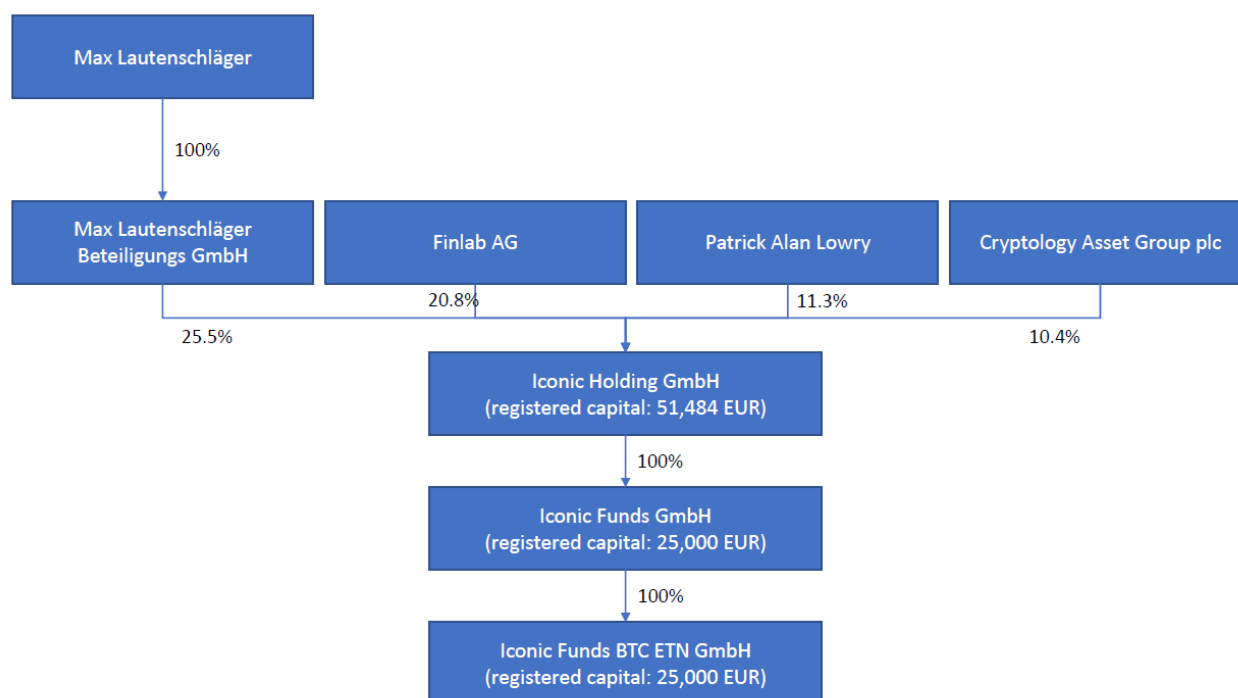 Max Lautenschläger
100%
Max Lautenschläger
Beteiligungs GmbH
Finlab AG
Patrick Alan Lowry
Cryptology Asset Group plc
20.8%
11.3%
25.5%
10.4%
Iconic Holding GmbH
(registered capital: 51,484 EUR)
100%
Iconic Funds GmbH
(registered capital: 25,000 EUR)
100%
Iconic Funds BTC ETN GmbH
(registered capital: 25,000 EUR)